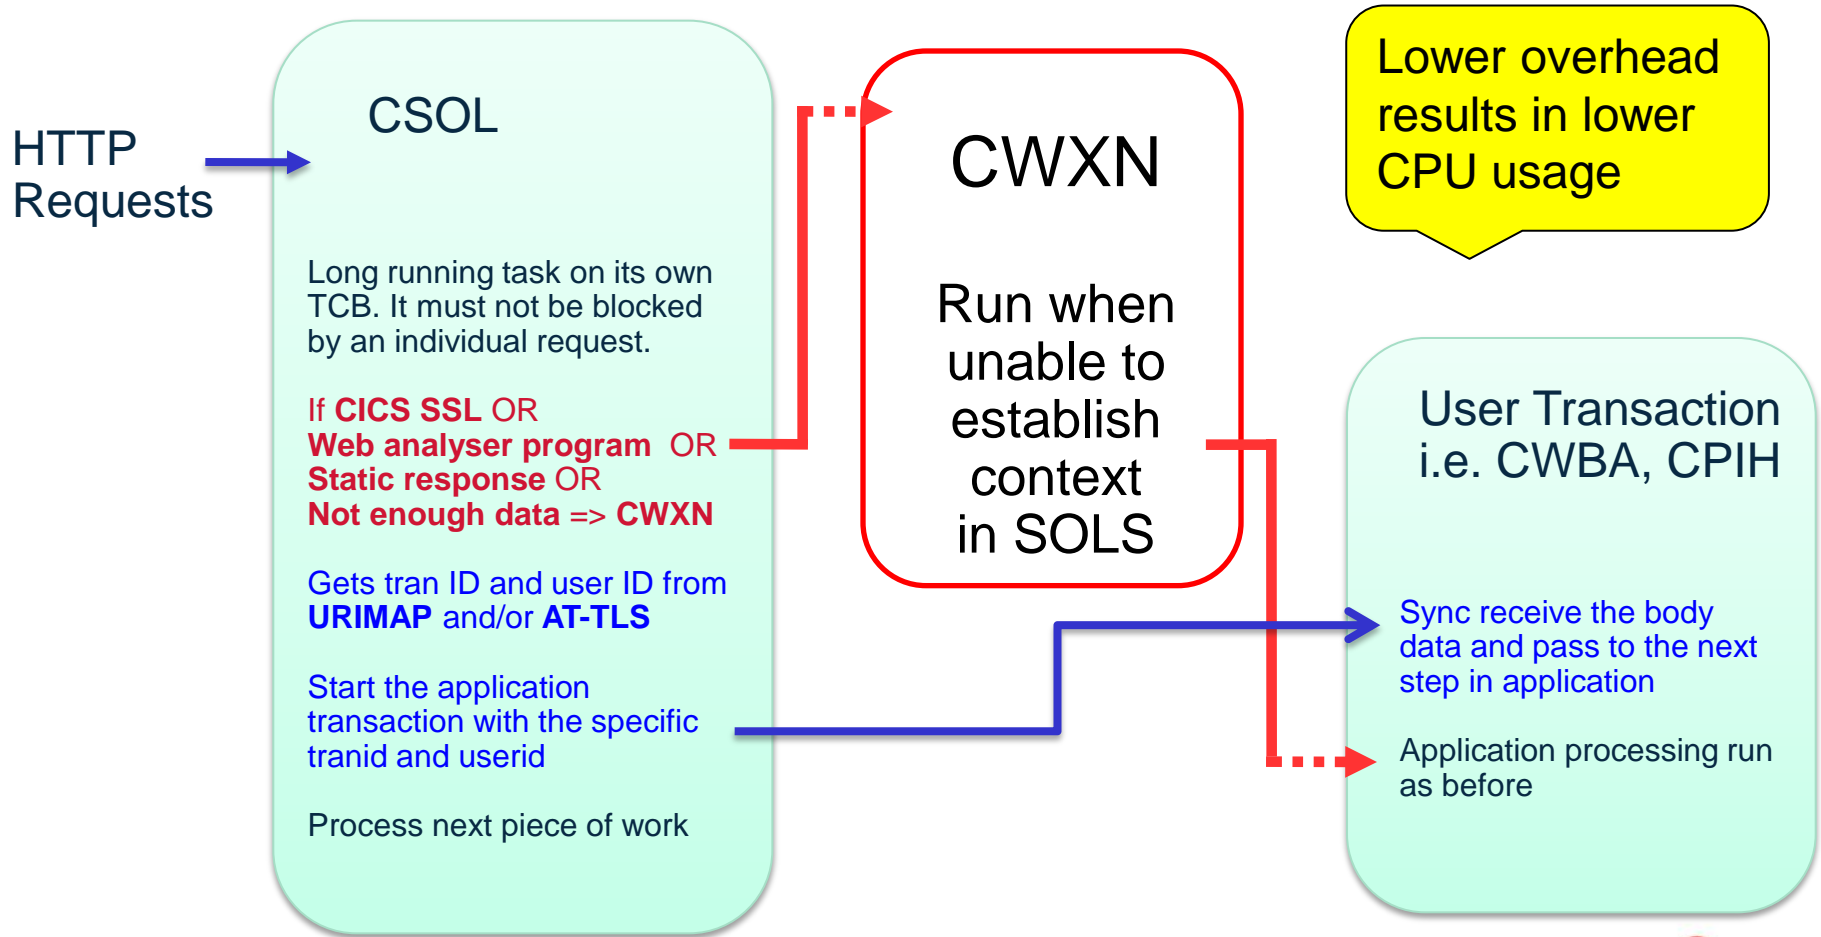 HTTP
Requests
CSOL
Long running task on its own
TCB. It must not be blocked
by an individual request.
If CICS SSL OR
Web analyser program OR
Static response OR
Not enough data => CWXN
Gets tran ID and user ID from
URIMAP and/or AT-TLS
Start the application
transaction with the specific
tranid and userid
Process next piece of work
CWXN
Run when
unable to
establish
context
in SOLS
Lower overhead
results in lower
CPU usage
User Transaction
i.e. CWBA, CPIH
Sync receive the body
data and pass to the next
step in application
Application processing run
as before